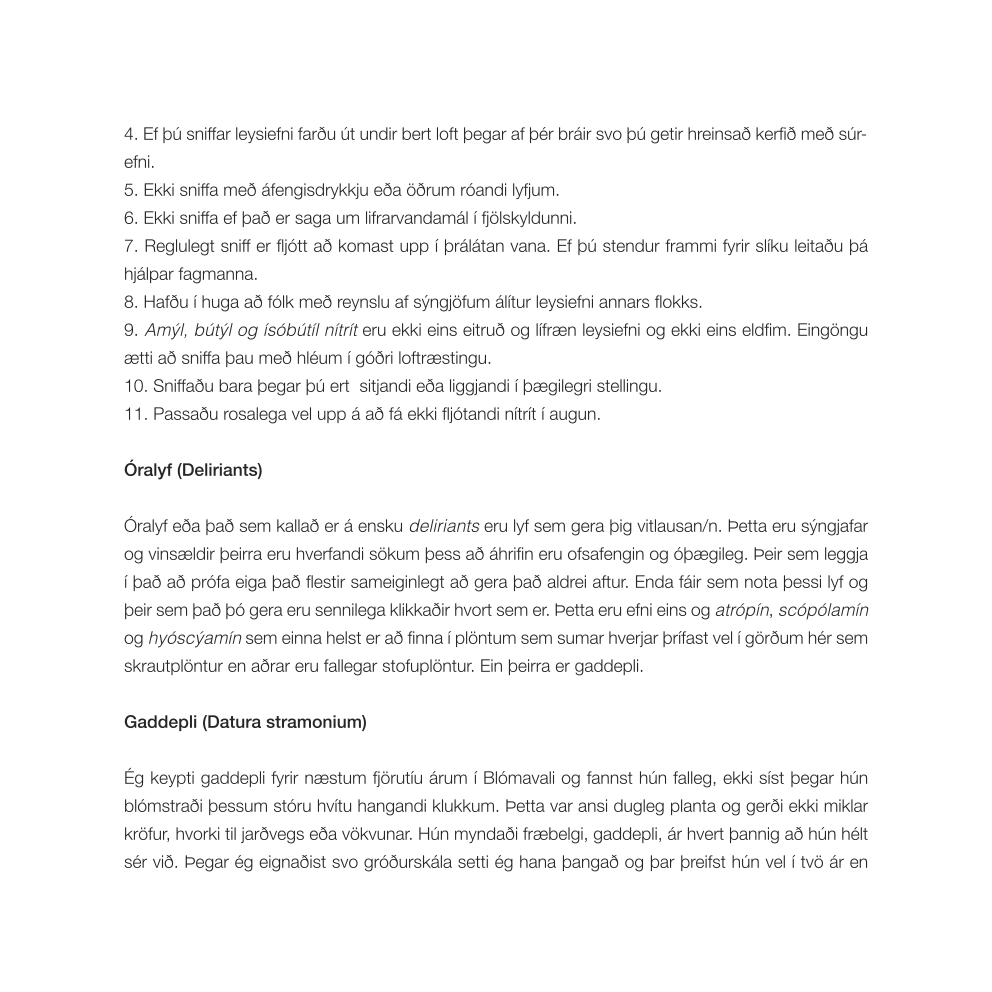 4. Ef þú sniffar leysiefni farðu út undir bert loft þegar af þér bráir svo þú getir hreinsað kerfið með súr-
efni.
5. Ekki sniffa með áfengisdrykkju eða öðrum róandi lyfjum.
6. Ekki sniffa ef það er saga um lifrarvandamál í fjölskyldunni.
7. Reglulegt sniff er fljótt að komast upp í þrálátan vana. Ef þú stendur frammi fyrir slíku leitaðu þá
hjálpar fagmanna.
8. Hafðu í huga að fólk með reynslu af sýngjöfum álítur leysiefni annars flokks.
9. Amýl, bútýl og ísóbútíl nítrít eru ekki eins eitruð og lífræn leysiefni og ekki eins eldfim. Eingöngu
ætti að sniffa þau með hléum í góðri loftræstingu.
10. Sniffaðu bara þegar þú ert  sitjandi eða liggjandi í þægilegri stellingu.
11. Passaðu rosalega vel upp á að fá ekki fljótandi nítrít í augun.
Óralyf (Deliriants)
Óralyf eða það sem kallað er á ensku deliriants eru lyf sem gera þig vitlausan/n. Þetta eru sýngjafar
og vinsældir þeirra eru hverfandi sökum þess að áhrifin eru ofsafengin og óþægileg. Þeir sem leggja
í það að prófa eiga það flestir sameiginlegt að gera það aldrei aftur. Enda fáir sem nota þessi lyf og
þeir sem það þó gera eru sennilega klikkaðir hvort sem er. Þetta eru efni eins og atrópín, scópólamín
og hyóscýamín sem einna helst er að finna í plöntum sem sumar hverjar þrífast vel í görðum hér sem
skrautplöntur en aðrar eru fallegar stofuplöntur. Ein þeirra er gaddepli.
Gaddepli (Datura stramonium)
Ég keypti gaddepli fyrir næstum fjörutíu árum í Blómavali og fannst hún falleg, ekki síst þegar hún
blómstraði þessum stóru hvítu hangandi klukkum. Þetta var ansi dugleg planta og gerði ekki miklar
kröfur, hvorki til jarðvegs eða vökvunar. Hún myndaði fræbelgi, gaddepli, ár hvert þannig að hún hélt
sér við. Þegar ég eignaðist svo gróðurskála setti ég hana þangað og þar þreifst hún vel í tvö ár en